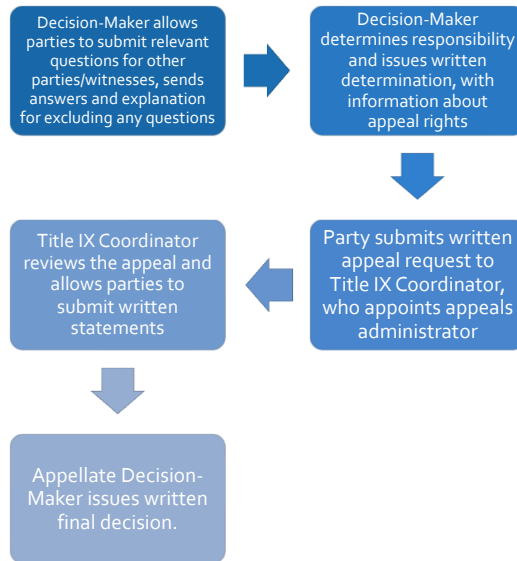 Decision-Maker allows
parties to submit relevant
questions for other
parties/witnesses, sends
answers and explanation
for excluding any questions
Decision-Maker
determines responsibility
and issues written
determination, with
information about
appeal rights
Party submits written
appeal request to
Title IX Coordinator,
who appoints appeals
administrator
Title IX Coordinator
reviews the appeal and
allows parties to
submit written
statements
Appellate Decision-
Maker issues written
final decision.